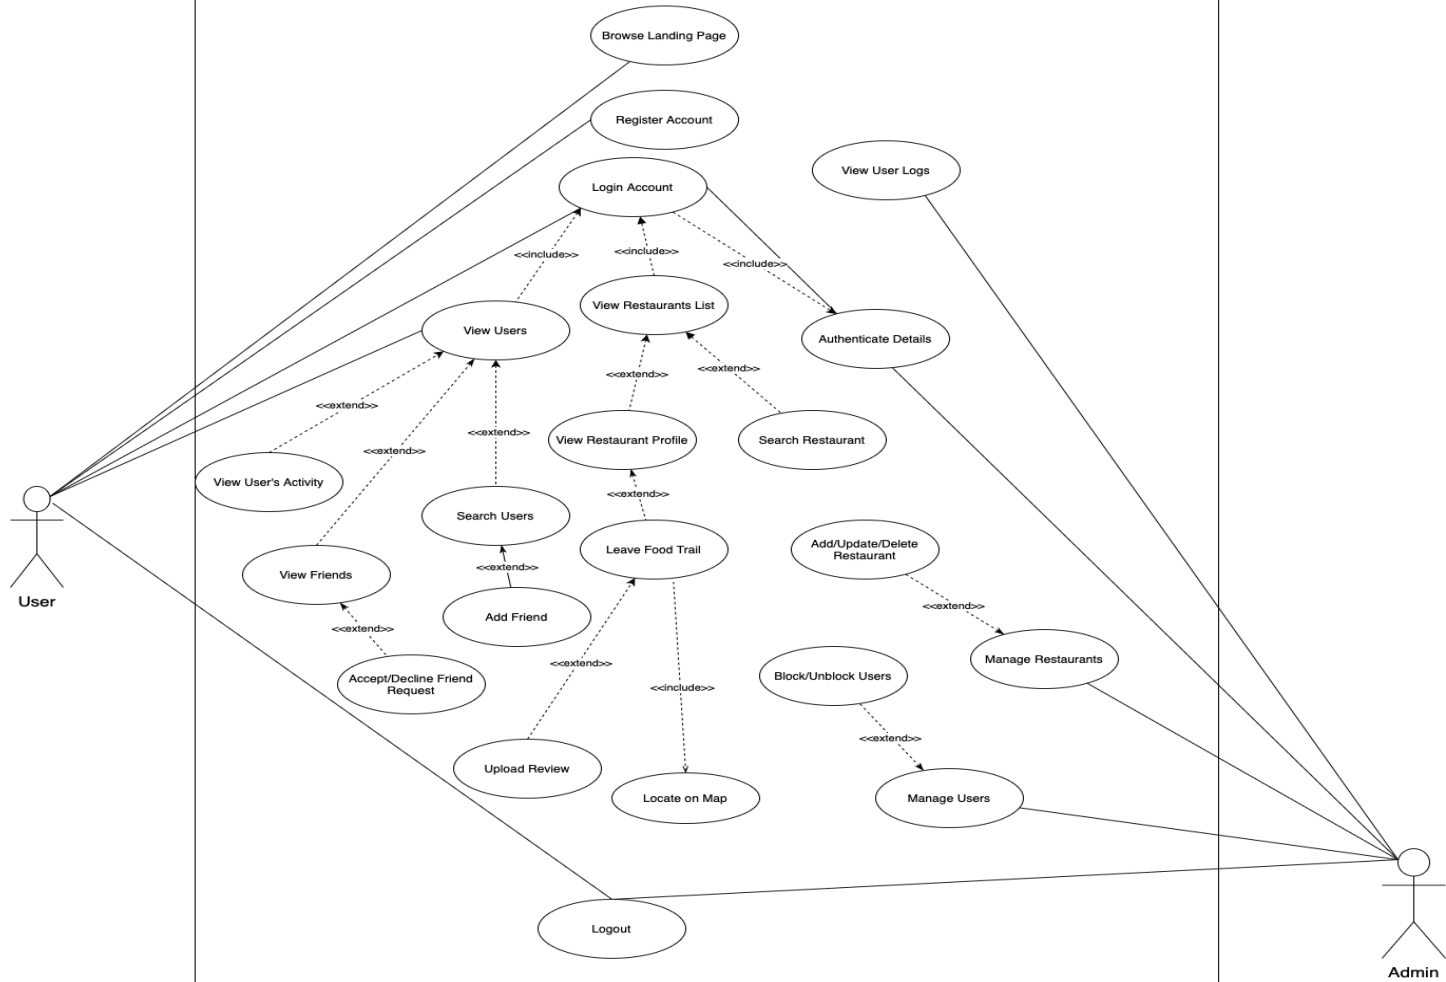 Browse Landing Page
Register Account
View User Logs
Login Account
<<include>>
<<include>>
<<include>>
View Restaurants List
View Users
Authenticate Details
<<extend>>
<<extend>>
<<extend>>
<<extend>>
<<extend>>
View Restaurant Profile
Search Restaurant
View User's Activity
<<extend>>
Search Users
Leave Food Trail
Add/Update/Delete
Restaurant
<<extend>>
View Friends
User
<<extend>>
Add Friend
<<extend>>
Manage Restaurants
<<extend>>
Accept/Decline Friend
Request
Block/Unblock Users
<<include>>
<<extend>>
Upload Review
Locate on Map
Manage Users
Logout
Admin